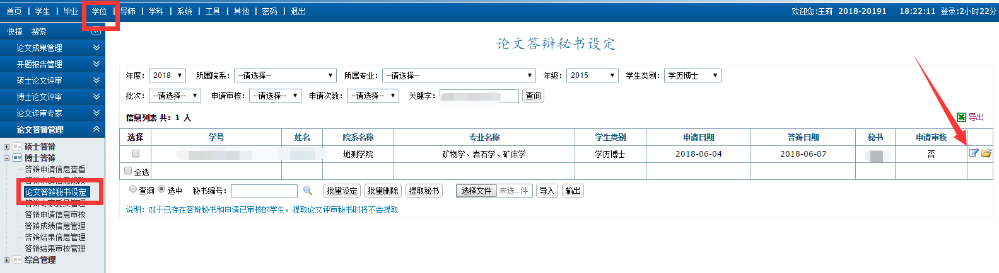 首页 | 学生 | 毕业 | 学位 | 导师 | 学科 | 系统 | 工具 | 其他 | 密码 | 退出
欢迎您:王莉 2018-20191 18:22:11 登录:2小时22分
快捷 搜索
论文成果管理
开题报告管理
硕士论文评审
博士论文评审
论文评审专家
论文答辩管理
硕士答辩
博士答辩
答辩申请信息查看
论文答辩秘书设定
答辩申请信息审核
答辩成绩信息管理
答辩结果信息管理
答辩结果审核管理
综合管理
论文答辩秘书设定
年度: 2018 所属院系: --请选择-- 所属专业: --请选择-- 年级: 2015 学生类别: 学历博士
批次: --请选择-- 申请审核: --请选择-- 申请次数: --请选择-- 关键字: 查询
信息列表 共: 1 人
导出
选择 学号 姓名 院系名称 专业名称 学生类别 申请日期 答辩日期 秘书 申请审核
地测学院 矿物学、岩石学、矿床学 学历博士 2018-06-04 2018-06-07 否
全选
查询 选中 秘书编号: 批量设定 批量删除 提取秘书 选择文件 未选...件 导入 输出
说明: 对于已存在答辩秘书和申请已审核的学生，提取论文评审秘书时将不会提取